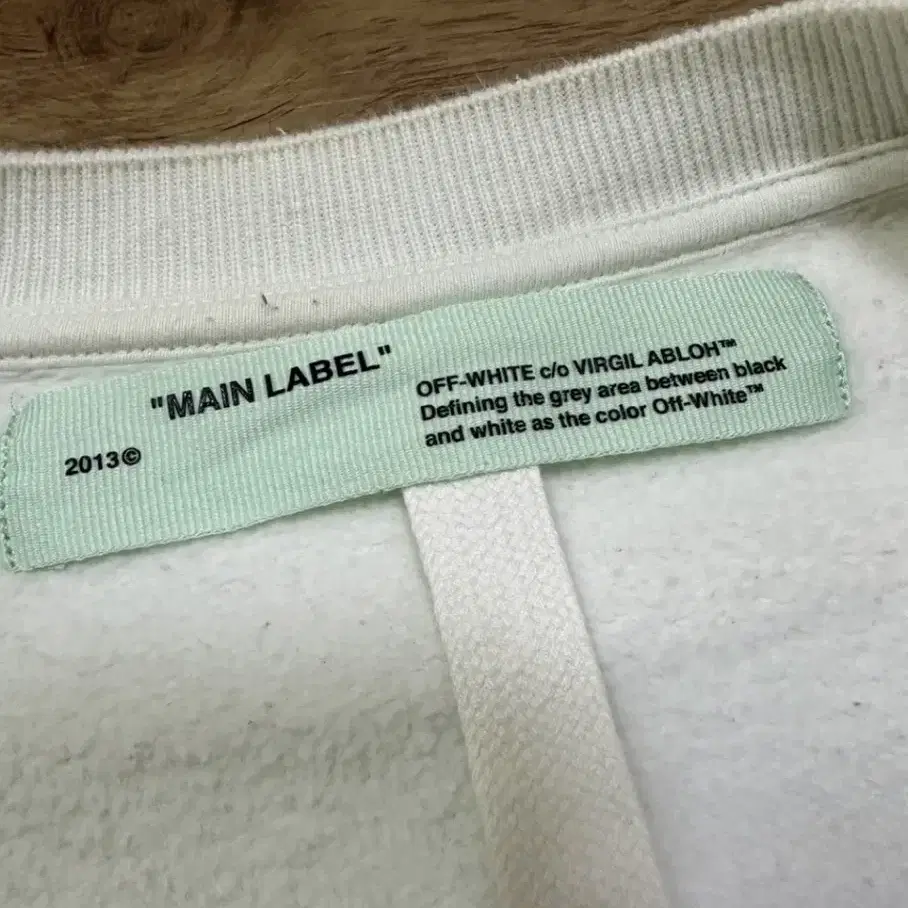 "MAIN LABEL"
2013©
OFF-WHITE c/o VIRGIL ABLOH™
Defining the grey area between black
and white as the color Off-White™